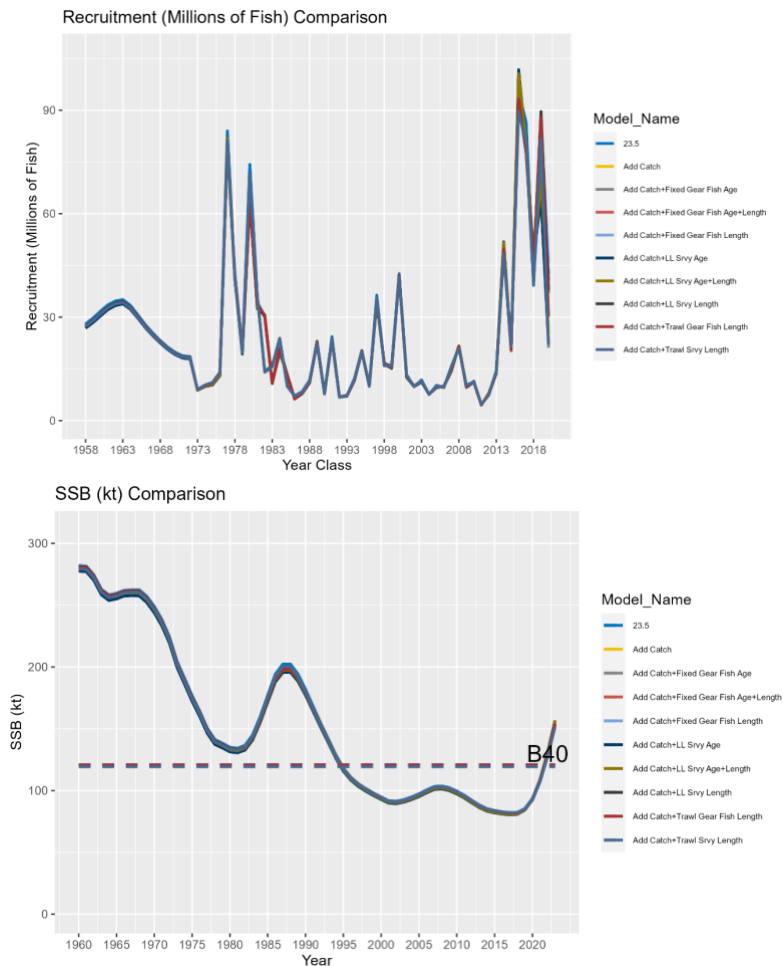 Recruitment (Millions of Fish) Comparison
Recruitment (Millions of Fish)
90
60
30
0
1958 1963 1968 1973 1978 1983 1988 1993 1998 2003 2008 2013 2018
Year Class
Model_Name
23.5
Add Catch
Add Catch+Fixed Gear Fish Age
Add Catch+Fixed Gear Fish Age+Length
Add Catch+Fixed Gear Fish Length
Add Catch+LL Srvy Age
Add Catch+LL Srvy Age+Length
Add Catch+LL Srvy Length
Add Catch+Trawl Gear Fish Length
Add Catch+Trawl Srvy Length
SSB (kt) Comparison
SSB (kt)
300
200
100
0
B40
1960 1965 1970 1975 1980 1985 1990 1995 2000 2005 2010 2015 2020
Year
Model_Name
23.5
Add Catch
Add Catch+Fixed Gear Fish Age
Add Catch+Fixed Gear Fish Age+Length
Add Catch+Fixed Gear Fish Length
Add Catch+LL Srvy Age
Add Catch+LL Srvy Age+Length
Add Catch+LL Srvy Length
Add Catch+Trawl Gear Fish Length
Add Catch+Trawl Srvy Length